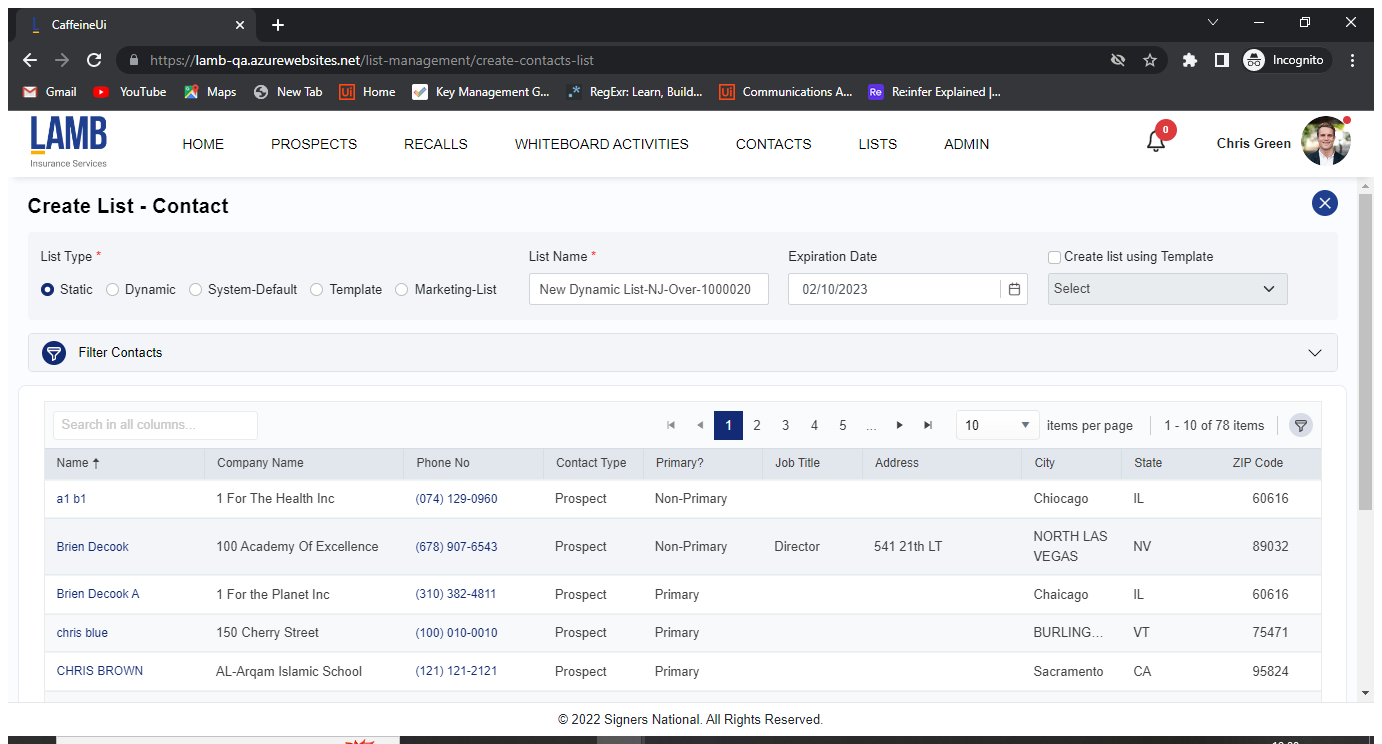 CaffeineUi
https://lamb-qa.azurewebsites.net/list-management/create-contacts-list
Incognito
Gmail YouTube Maps New Tab Home Key Management G... RegExr: Learn, Build... Communications A... Re:infer Explained |...
LAMB
Insurance Services
HOME PROSPECTS RECALLS WHITEBOARD ACTIVITIES CONTACTS LISTS ADMIN 0 Chris Green
Create List - Contact
List Type * List Name * Expiration Date Create list using Template
Static Dynamic System-Default Template Marketing-List New Dynamic List-NJ-Over-1000020 02/10/2023 Select
Filter Contacts
Search in all columns... 1 2 3 4 5 ... 10 items per page 1 - 10 of 78 items
Name Company Name Phone No Contact Type Primary? Job Title Address City State ZIP Code
a1 b1 1 For The Health Inc (074) 129-0960 Prospect Non-Primary Chiocago IL 60616
Brien Decook 100 Academy Of Excellence (678) 907-6543 Prospect Non-Primary Director 541 21th LT NORTH LAS VEGAS NV 89032
Brien Decook A 1 For the Planet Inc (310) 382-4811 Prospect Primary Chaicago IL 60616
chris blue 150 Cherry Street (100) 010-0010 Prospect Primary BURLING... VT 75471
CHRIS BROWN AL-Arqam Islamic School (121) 121-2121 Prospect Primary Sacramento CA 95824
© 2022 Signers National. All Rights Reserved.